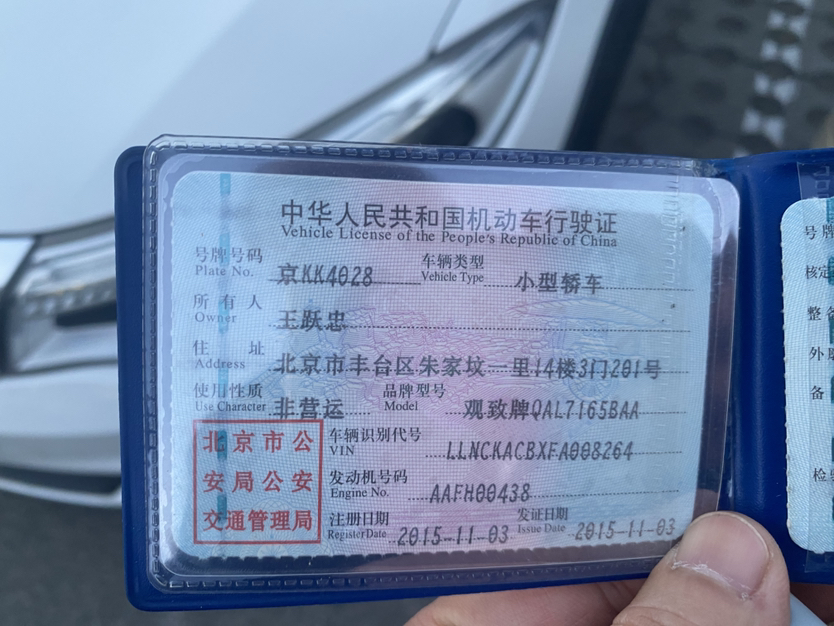 中华人民共和国机动车行驶证
Vehicle License of the People's Republic of China
号牌号码 京KK4028 车辆类型 小型轿车
Plate No. Vehicle Type
所有人 王跃忠
Owner
住址 北京市丰台区朱家坟一里14楼3门201号
Address
使用性质 非营运 品牌型号 观致牌QAL7165BAA
Use Character Model
北京市公安局公安交通管理局
车辆识别代号 LLNCKACBXFA008264
VIN
发动机号码 AAFH00438
Engine No.
注册日期 2015-11-03 发证日期 2015-11-03
Register Date Issue Date
号牌
核定
整备
外
备
检